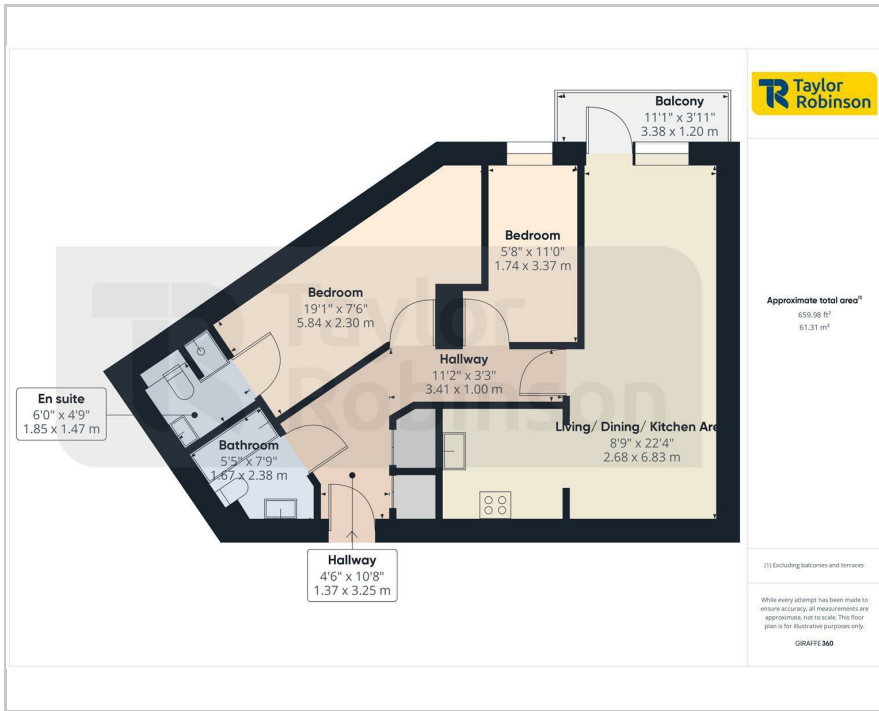 Taylor
Robinson
Balcony
11'1" x 3'11"
3.38 x 1.20 m
Bedroom
5'8" x 11'0"
1.74 x 3.37 m
Bedroom
19'1" x 7'6"
5.84 x 2.30 m
Hallway
11'2" x 3'3"
3.41 x 1.00 m
En suite
6'0" x 4'9"
1.85 x 1.47 m
Bathroom
5'5" x 7'9"
1.67 x 2.38 m
Living/ Dining/ Kitchen Are
8'9" x 22'4"
2.68 x 6.83 m
Hallway
4'6" x 10'8"
1.37 x 3.25 m
Taylor
Robinson
Approximate total area(1)
659.98 ft²
61.31 m²
(1) Excluding balconies and terraces
While every attempt has been made to
ensure accuracy, all measurements are
approximate, not to scale. This floor
plan is for illustrative purposes only.
GIRAFFE360